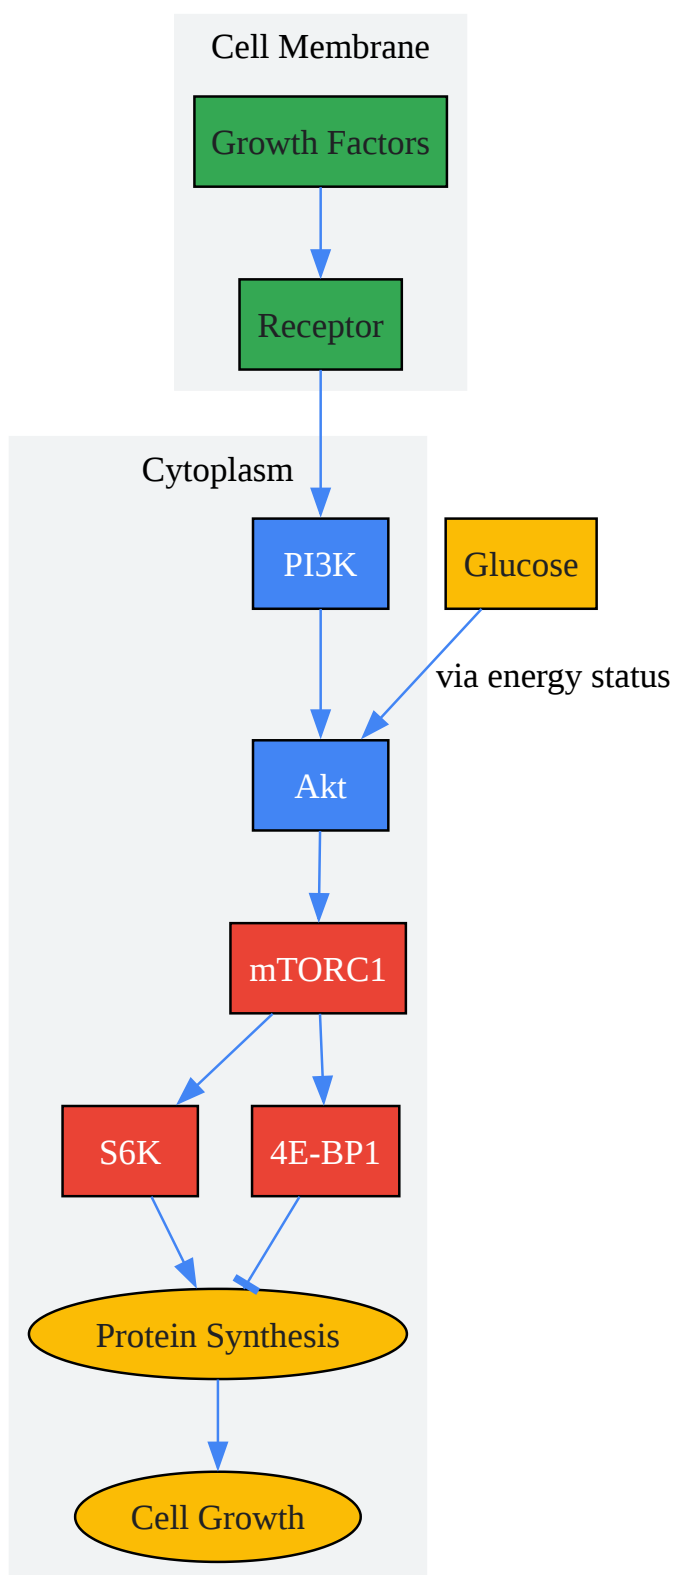 Cell Membrane
Growth Factors
Receptor
Cytoplasm
PI3K
Glucose
via energy status
Akt
mTORC1
S6K
4E-BP1
Protein Synthesis
Cell Growth